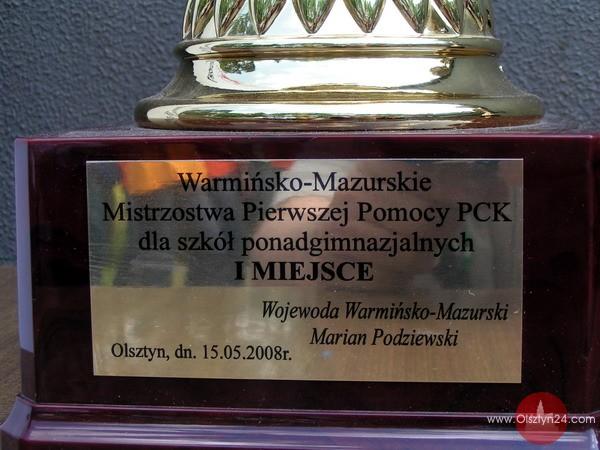 Warmińsko-Mazurskie
Mistrzostwa Pierwszej Pomocy PCK
dla szkół ponadgimnazjalnych
I MIEJSCE
Wojewoda Warmińsko-Mazurski
Marian Podziewski
Olsztyn, dn. 15.05.2008r.
www.Olsztyn24.com